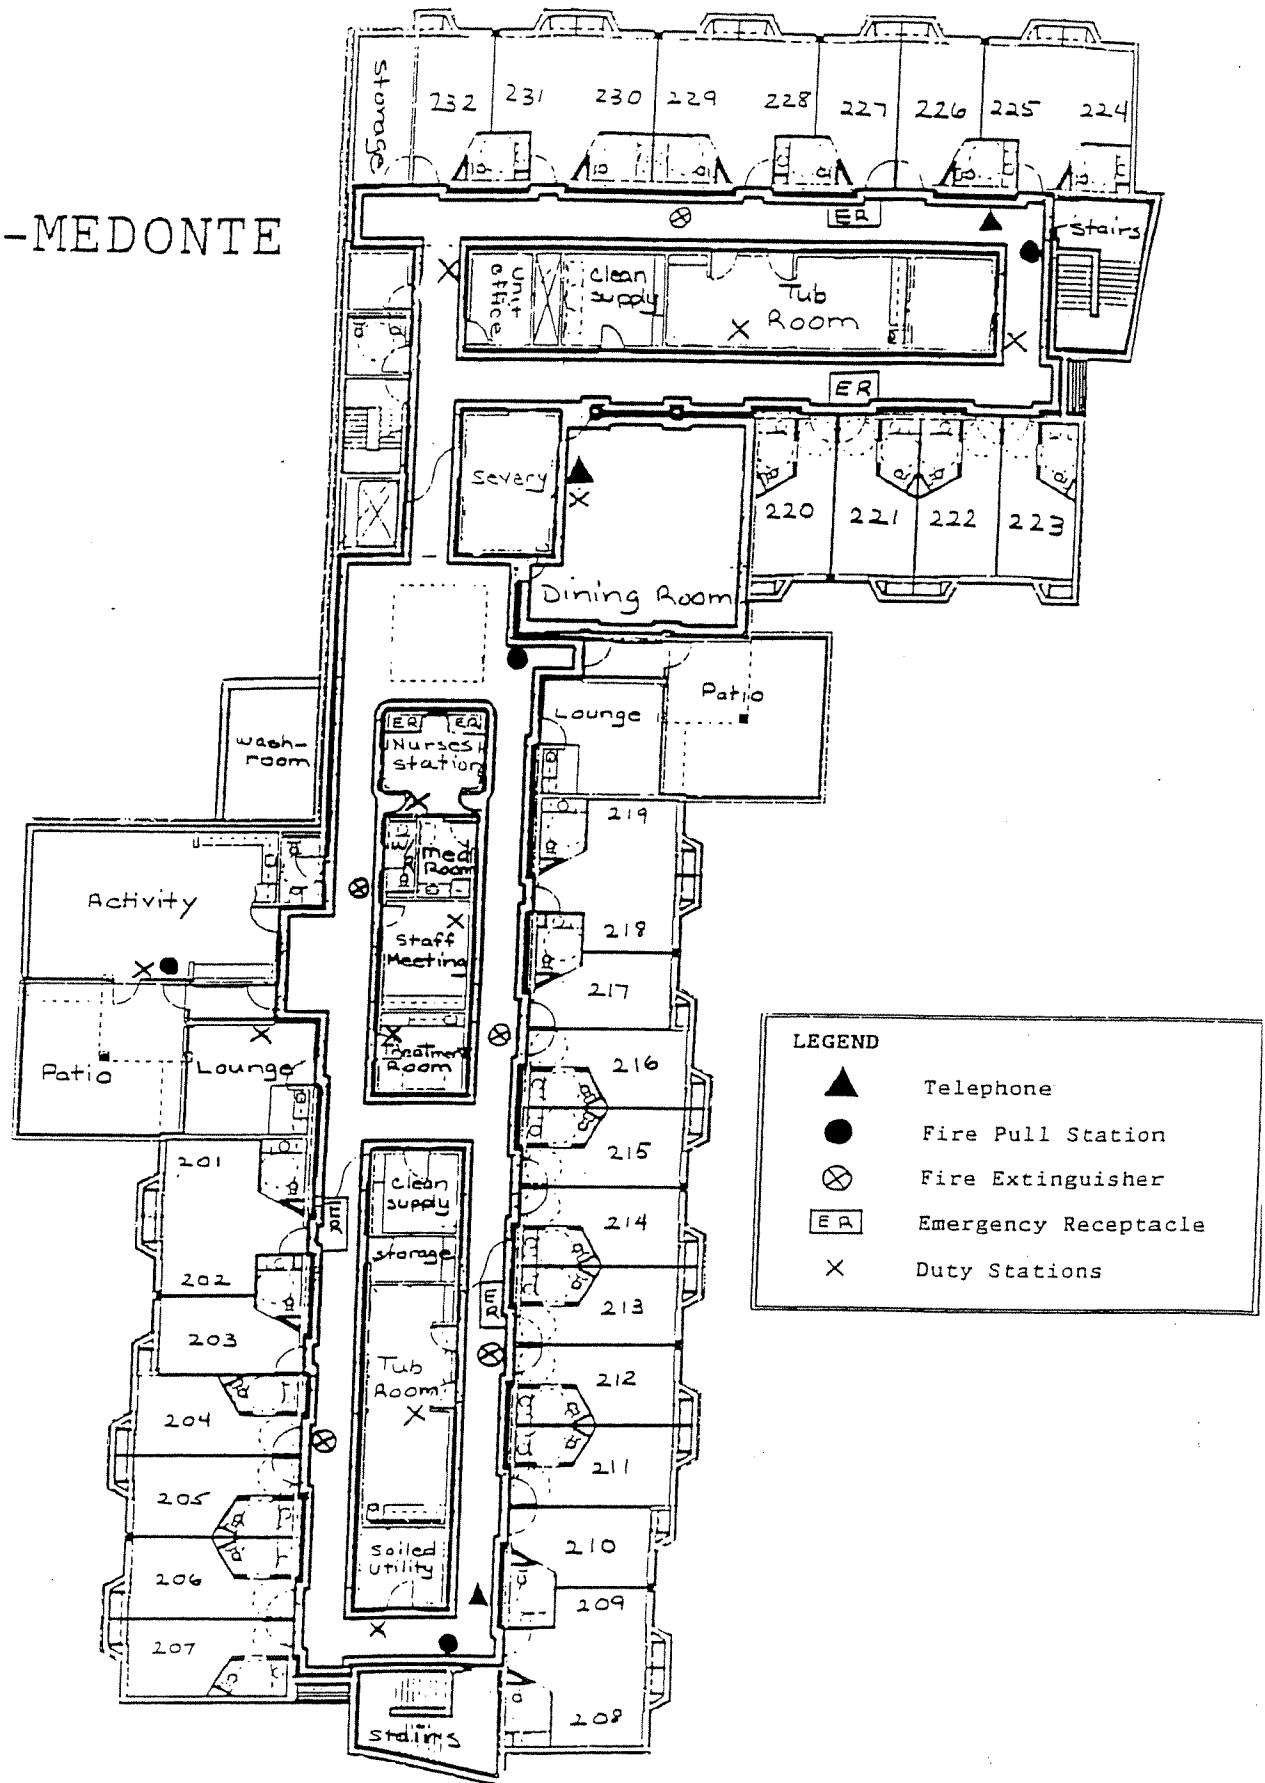 232 231 230 229 228 227 226 225 224
storage
-MEDONTE
ER
stairs
unit
office
clean
supply
Tub
Room
ER
Severy
220 221 222 223
Dining Room
Patio
Lounge
ER ER
Nurses
station
wash-
room
219
Med
Room
Activity
218
Staff
Meeting
217
Treatment
Room
216
Patio
Lounge
215
201
clean
supply
214
storage
202
ER
ER
213
203
Tub
Room
212
204
211
205
210
soiled
utility
206
209
207
208
stairs
LEGEND
Telephone
Fire Pull Station
Fire Extinguisher
ER Emergency Receptacle
X Duty Stations